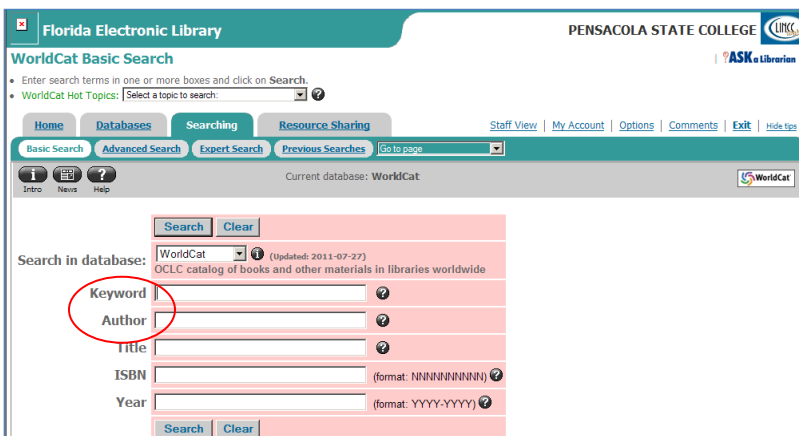 Florida Electronic Library
PENSACOLA STATE COLLEGE LINCC
WorldCat Basic Search
?ASK a Librarian
Enter search terms in one or more boxes and click on Search.
WorldCat Hot Topics: Select a topic to search:
Home Databases Searching Resource Sharing Staff View | My Account | Options | Comments | Exit | Hide tips
Basic Search Advanced Search Expert Search Previous Searches Go to page
Intro News Help
Current database: WorldCat
WorldCat
Search Clear
Search in database: WorldCat (Updated: 2011-07-27)
OCLC catalog of books and other materials in libraries worldwide
Keyword
Author
Title
ISBN (format: NNNNNNNNNN)
Year (format: YYYY-YYYY)
Search Clear